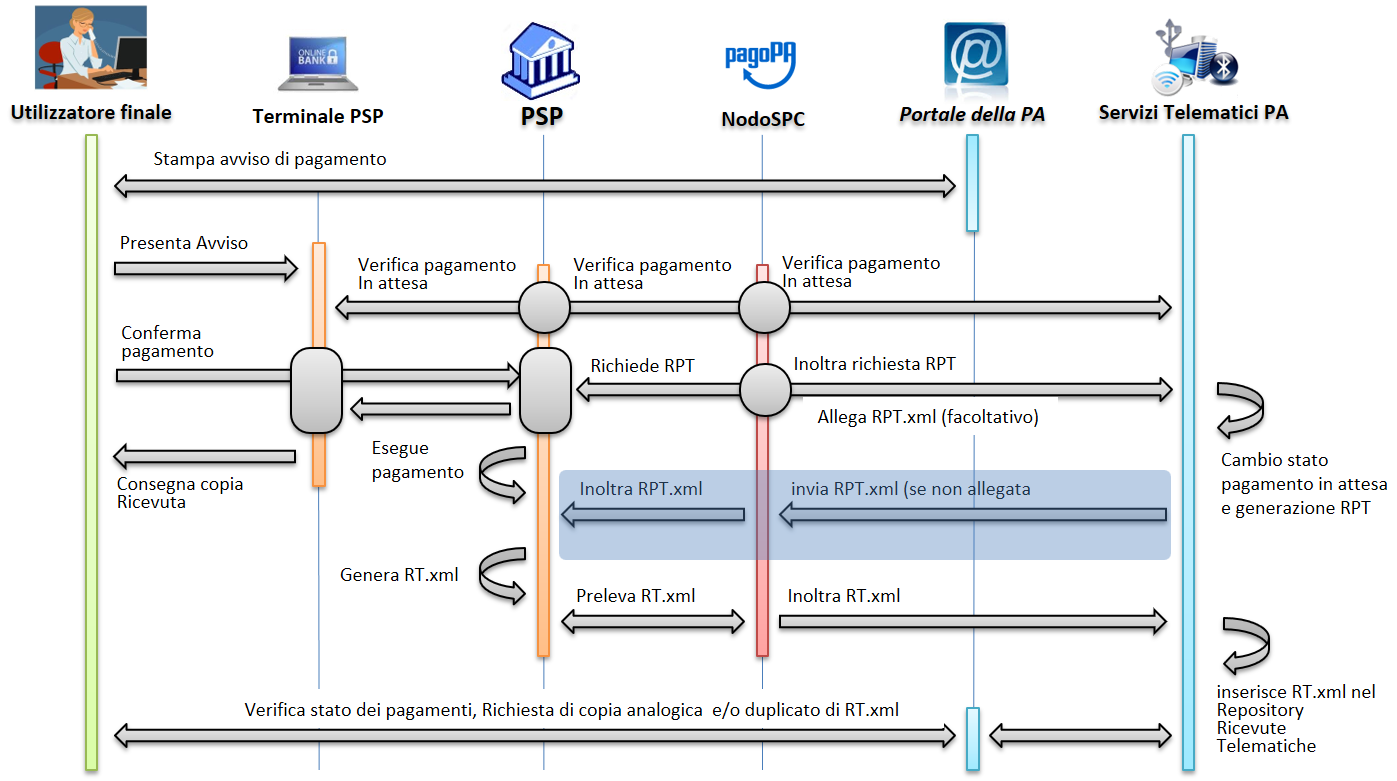 ONLINE
BANK
pagoPA
@
Utilizzatore finale
Terminale PSP
PSP
NodoSPC
Portale della PA
Servizi Telematici PA
Stampa avviso di pagamento
Presenta Avviso
Verifica pagamento
In attesa
Verifica pagamento
In attesa
Verifica pagamento
In attesa
Conferma
pagamento
Richiede RPT
Inoltra richiesta RPT
Allega RPT.xml (facoltativo)
Esegue
pagamento
Cambio stato
pagamento in attesa
e generazione RPT
Consegna copia
Ricevuta
Inoltra RPT.xml
invia RPT.xml (se non allegata
Genera RT.xml
Preleva RT.xml
Inoltra RT.xml
inserisce RT.xml nel
Repository
Ricevute
Telematiche
Verifica stato dei pagamenti, Richiesta di copia analogica e/o duplicato di RT.xml